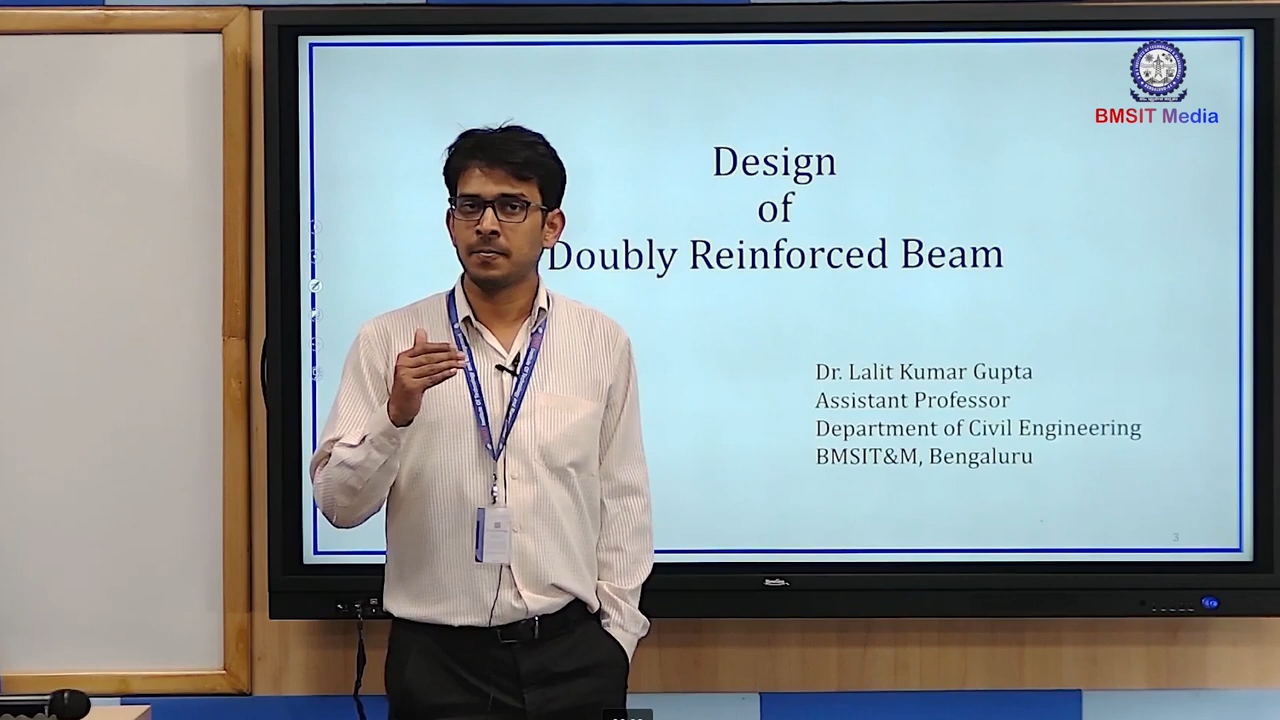 BMSIT Media
Design
of
Doubly Reinforced Beam
Dr. Lalit Kumar Gupta
Assistant Professor
Department of Civil Engineering
BMSIT&M, Bengaluru
3